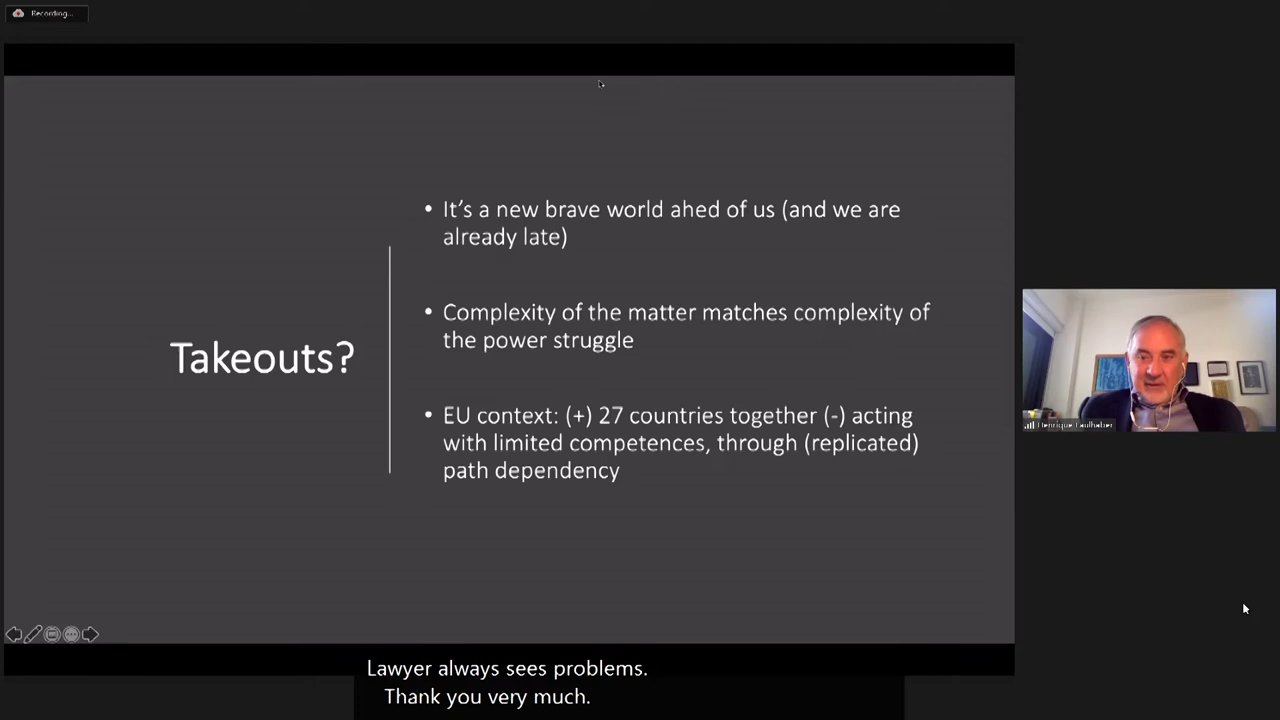 Recording...
Takeouts?
• It's a new brave world ahed of us (and we are
already late)
• Complexity of the matter matches complexity of
the power struggle
• EU context: (+) 27 countries together (-) acting
with limited competences, through (replicated)
path dependency
Henrique Faulhaber
Lawyer always sees problems.
Thank you very much.